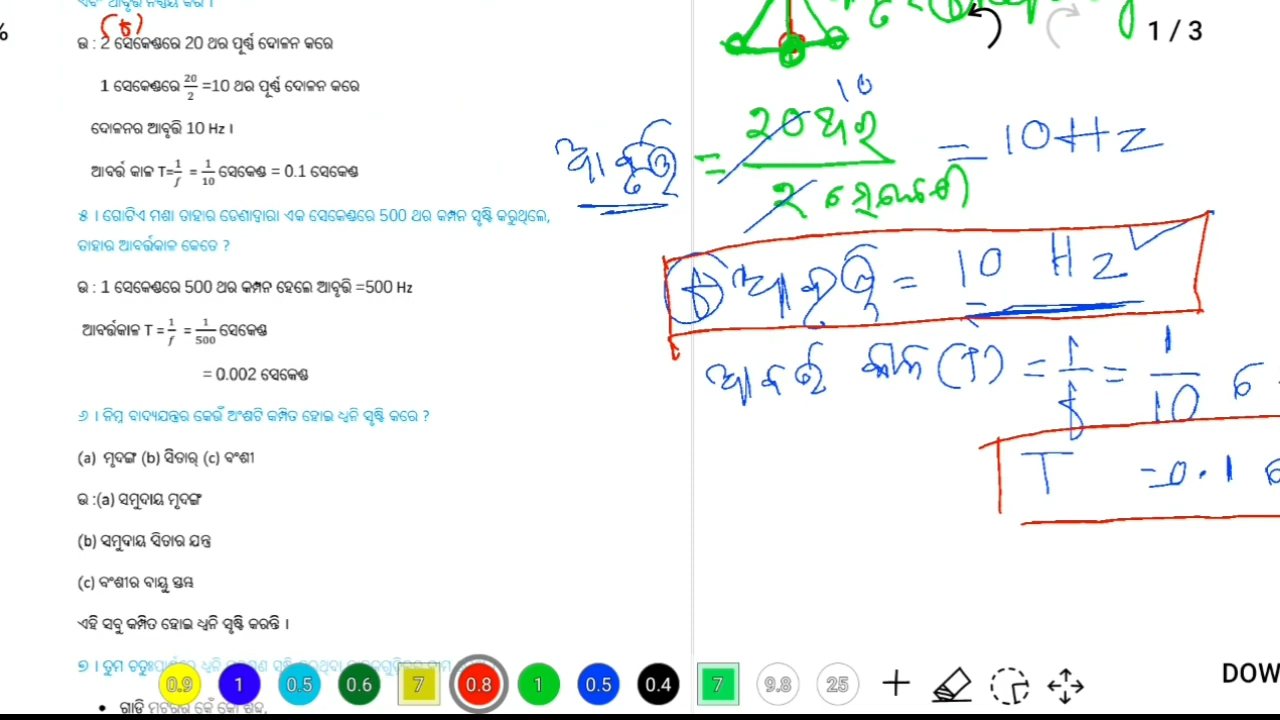 ଉ : 2 ସେକେଣ୍ଡରେ 20 ଥର ପୂର୍ଣ୍ଣ ଦୋଳନ କରେ
1 ସେକେଣ୍ଡରେ 20/2 =10 ଥର ପୂର୍ଣ୍ଣ ଦୋଳନ କରେ
ଦୋଳନର ଆବୃତ୍ତି 10 Hz ।
ଆବର୍ତ୍ତ କାଳ T=1/f = 1/10 ସେକେଣ୍ଡ = 0.1 ସେକେଣ୍ଡ
୫ । ଗୋଟିଏ ମଶା ତାହାର ଡେଣାଦ୍ୱାରା ଏକ ସେକେଣ୍ଡରେ 500 ଥର କମ୍ପନ ସୃଷ୍ଟି କରୁଥିଲେ,
ତାହାର ଆବର୍ତ୍ତକାଳ କେତେ ?
ଉ : 1 ସେକେଣ୍ଡରେ 500 ଥର କମ୍ପନ ହେଲେ ଆବୃତ୍ତି =500 Hz
ଆବର୍ତ୍ତକାଳ T = 1/f = 1/500 ସେକେଣ୍ଡ
= 0.002 ସେକେଣ୍ଡ
୬ । ନିମ୍ନ ବାଦ୍ୟଯନ୍ତ୍ରର କେଉଁ ଅଂଶଟି କମ୍ପିତ ହୋଇ ଧ୍ୱନି ସୃଷ୍ଟି କରେ ?
(a) ମୃଦଙ୍ଗ (b) ସିତାର୍ (c) ବଂଶୀ
ଉ :(a) ସମୁଦାୟ ମୃଦଙ୍ଗ
(b) ସମୁଦାୟ ସିତାର ଯନ୍ତ୍ର
(c) ବଂଶୀର ବାୟୁ ସ୍ତମ୍ଭ
ଏହି ସବୁ କମ୍ପିତ ହୋଇ ଧ୍ୱନି ସୃଷ୍ଟି କରନ୍ତି ।
୭ । ତୁମ ଚତୁଃ
1 / 3
10
ଆବୃତ୍ତି = 20 ଥର / 2 ସେକେଣ୍ଡ = 10 Hz
ଆବୃତ୍ତି = 10 Hz
ଆବର୍ତ୍ତ କାଳ (T) = 1/f = 1/10
T = 0.1
0.9 1 0.5 0.6 7 0.8 1 0.5 0.4 7 9.8 25
DOW